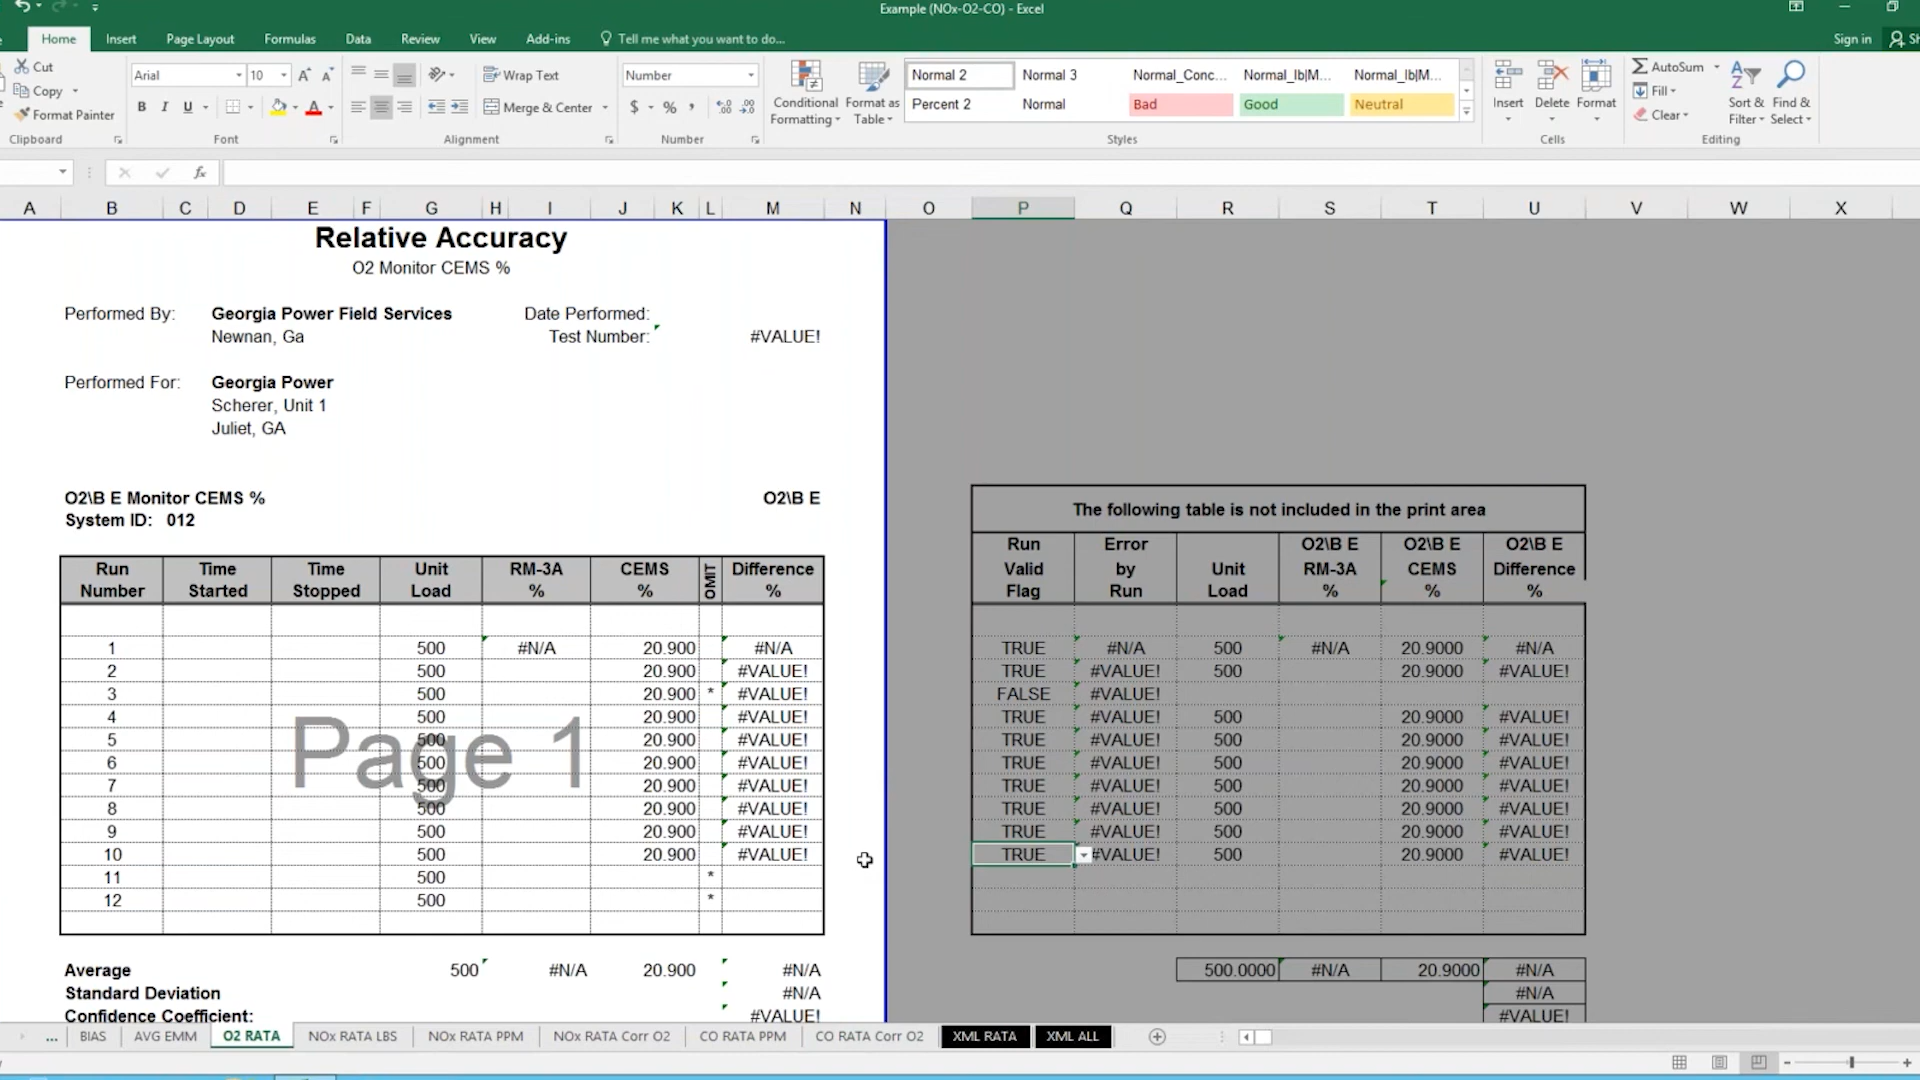 Example (NOx-O2-CO) - Excel
Home Insert Page Layout Formulas Data Review View Add-ins Tell me what you want to do... Sign in Sh
Cut
Copy
Format Painter
Clipboard
Arial 10
B I U A
Font
Wrap Text
Merge & Center
Alignment
Number
$ % ,
Number
Conditional Formatting
Format as Table
Normal 2 Normal 3 Normal_Conc... Normal_lb|M... Normal_lb|M...
Percent 2 Normal Bad Good Neutral
Styles
Insert Delete Format
Cells
AutoSum
Fill
Clear
Sort & Filter
Find & Select
Editing
fx
A B C D E F G H I J K L M N O P Q R S T U V W X
Relative Accuracy
O2 Monitor CEMS %
Performed By: Georgia Power Field Services Date Performed:
Newnan, Ga Test Number: #VALUE!
Performed For: Georgia Power
Scherer, Unit 1
Juliet, GA
O2\B E Monitor CEMS % O2\B E
System ID: 012
Run Number Time Started Time Stopped Unit Load RM-3A % CEMS % OMIT Difference %
1 500 #N/A 20.900 #N/A
2 500 20.900 #VALUE!
3 500 20.900 * #VALUE!
4 500 20.900 #VALUE!
5 500 20.900 #VALUE!
6 500 20.900 #VALUE!
7 500 20.900 #VALUE!
8 500 20.900 #VALUE!
9 500 20.900 #VALUE!
10 500 20.900 #VALUE!
11 500 *
12 500 *
Page 1
Average 500 #N/A 20.900 #N/A
Standard Deviation #N/A
Confidence Coefficient: #VALUE!
The following table is not included in the print area
Run Valid Flag Error by Run Unit Load O2\B E RM-3A % O2\B E CEMS % O2\B E Difference %
TRUE #N/A 500 #N/A 20.9000 #N/A
TRUE #VALUE! 500 20.9000 #VALUE!
FALSE #VALUE!
TRUE #VALUE! 500 20.9000 #VALUE!
TRUE #VALUE! 500 20.9000 #VALUE!
TRUE #VALUE! 500 20.9000 #VALUE!
TRUE #VALUE! 500 20.9000 #VALUE!
TRUE #VALUE! 500 20.9000 #VALUE!
TRUE #VALUE! 500 20.9000 #VALUE!
TRUE #VALUE! 500 20.9000 #VALUE!
500.0000 #N/A 20.9000 #N/A
#N/A
#VALUE!
... BIAS AVG EMM O2 RATA NOx RATA LBS NOx RATA PPM NOx RATA Corr O2 CO RATA PPM CO RATA Corr O2 XML RATA XML ALL